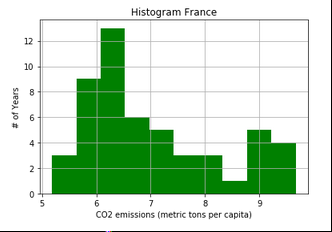 Histogram France
12
10
8
6
4
2
0
# of Years
5 6 7 8 9
CO2 emissions (metric tons per capita)